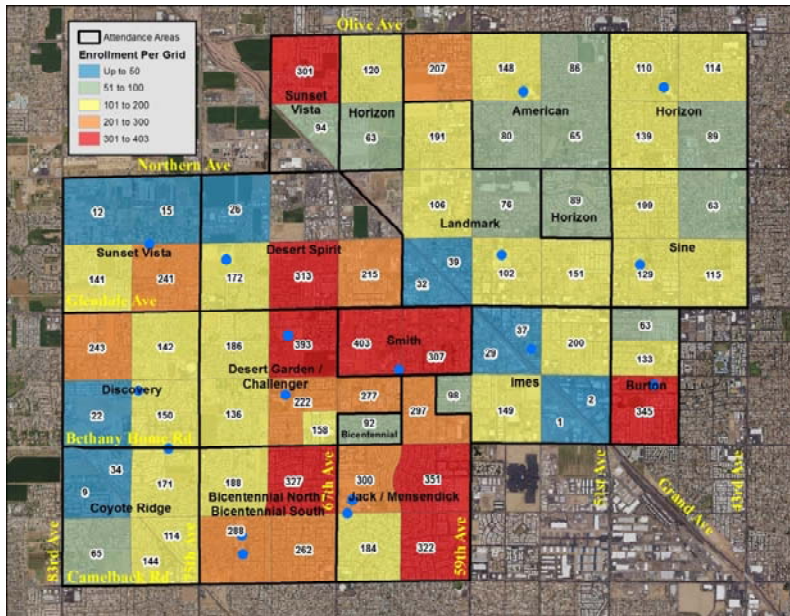 Olive Ave
Attendance Areas
Enrollment Per Grid
Up to 50
51 to 100
101 to 200
201 to 300
301 to 403
301
120
207
148
86
110
114
Sunset
Vista
Horizon
American
Horizon
94
63
191
80
65
139
89
Northern Ave
12
15
26
106
76
89
199
63
Landmark
Horizon
Sunset Vista
Desert Spirit
Sine
141
241
172
313
215
32
39
102
151
129
115
Glendale Ave
243
142
186
393
403
Smith
307
29
37
200
63
133
Desert Garden /
Challenger
Discovery
Imes
Burton
22
150
136
222
277
297
98
149
1
2
345
158
92
Bicentennial
Bethany Home Rd
9
34
171
188
327
300
351
Coyote Ridge
Bicentennial North /
Bicentennial South
Jack / Mensendick
65
144
114
288
262
184
322
Camelback Rd
83rd Ave
75th Ave
67th Ave
59th Ave
51st Ave
Grand Ave
43rd Ave